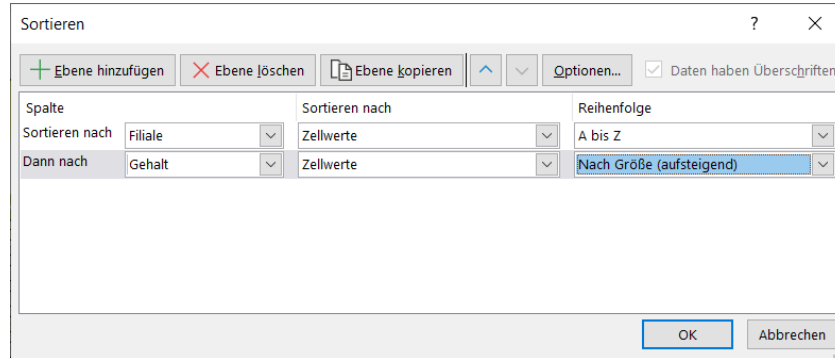 Sortieren ? ×
Ebene hinzufügen Ebene löschen Ebene kopieren Optionen... Daten haben Überschriften
Spalte Sortieren nach Reihenfolge
Sortieren nach Filiale Zellwerte A bis Z
Dann nach Gehalt Zellwerte Nach Größe (aufsteigend)
OK Abbrechen